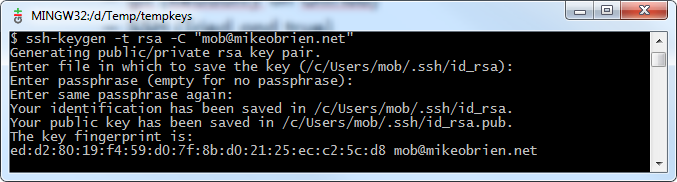 MINGW32:/d/Temp/tempkeys
$ ssh-keygen -t rsa -C "mob@mikeobrien.net"
Generating public/private rsa key pair.
Enter file in which to save the key (/c/Users/mob/.ssh/id_rsa):
Enter passphrase (empty for no passphrase):
Enter same passphrase again:
Your identification has been saved in /c/Users/mob/.ssh/id_rsa.
Your public key has been saved in /c/Users/mob/.ssh/id_rsa.pub.
The key fingerprint is:
ed:d2:80:19:f4:59:d0:7f:8b:d0:21:25:ec:c2:5c:d8 mob@mikeobrien.net